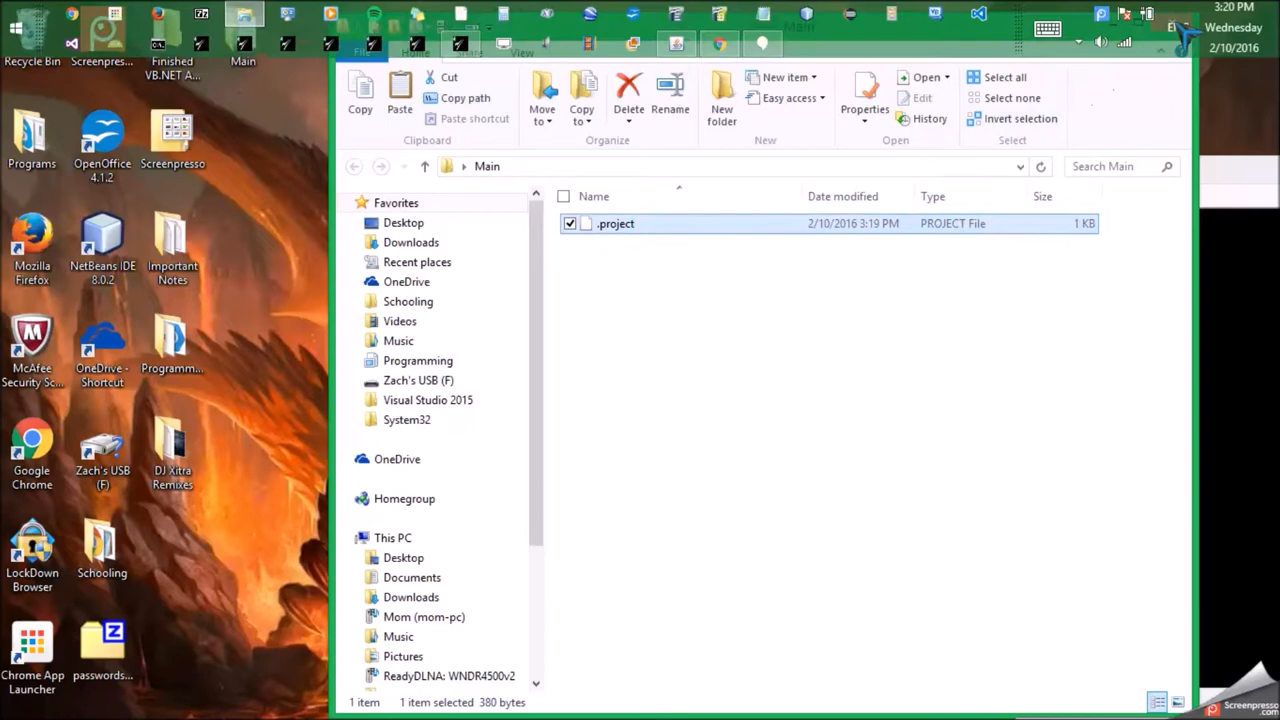 3:20 PM
Wednesday
2/10/2016
Main
File
Home
Share
View
Copy
Paste
Cut
Copy path
Paste shortcut
Clipboard
Move to
Copy to
Delete
Rename
Organize
New folder
New item
Easy access
New
Properties
Open
Edit
History
Open
Select all
Select none
Invert selection
Select
Main
Search Main
Name
Date modified
Type
Size
.project
2/10/2016 3:19 PM
PROJECT File
1 KB
Favorites
Desktop
Downloads
Recent places
OneDrive
Schooling
Videos
Music
Programming
Zach's USB (F)
Visual Studio 2015
System32
OneDrive
Homegroup
This PC
Desktop
Documents
Downloads
Mom (mom-pc)
Music
Pictures
ReadyDLNA: WNDR4500v2
1 item
1 item selected 380 bytes
Recycle Bin
Screenpres...
Finished
VB.NET A...
Main
Programs
OpenOffice
4.1.2
Screenpresso
Mozilla
Firefox
NetBeans IDE
8.0.2
Important
Notes
McAfee
Security Sc...
OneDrive -
Shortcut
Programm...
Google
Chrome
Zach's USB
(F)
DJ Xitra
Remixes
LockDown
Browser
Schooling
Chrome App
Launcher
passwords...
Screenpresso
.com